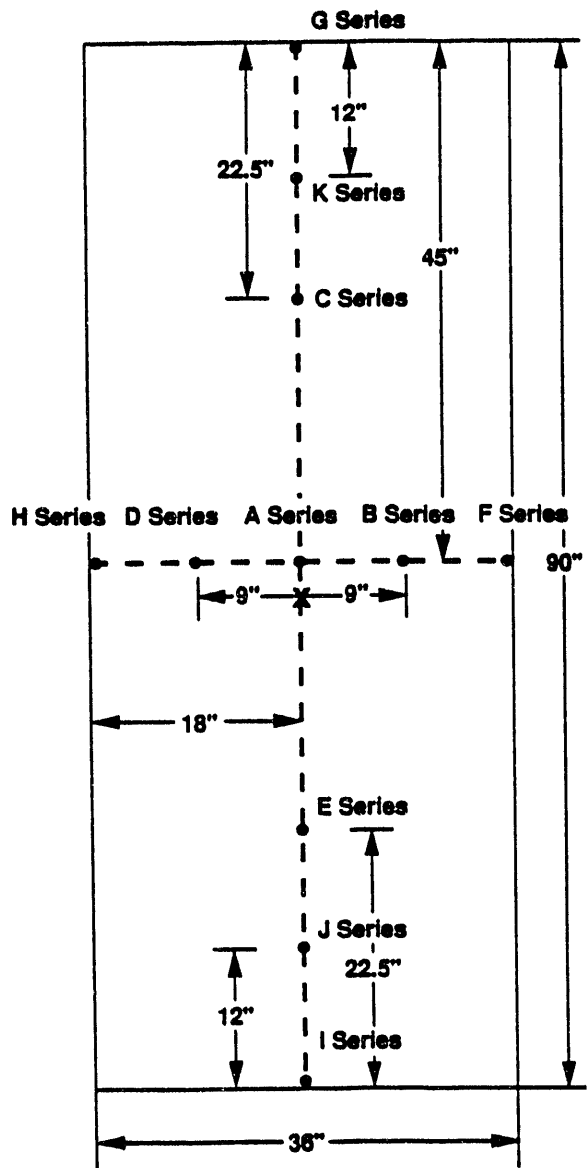 G Series
12"
22.5"
K Series
45"
C Series
H Series D Series A Series B Series F Series
90"
9" 9"
18"
E Series
J Series
22.5"
12"
I Series
36"